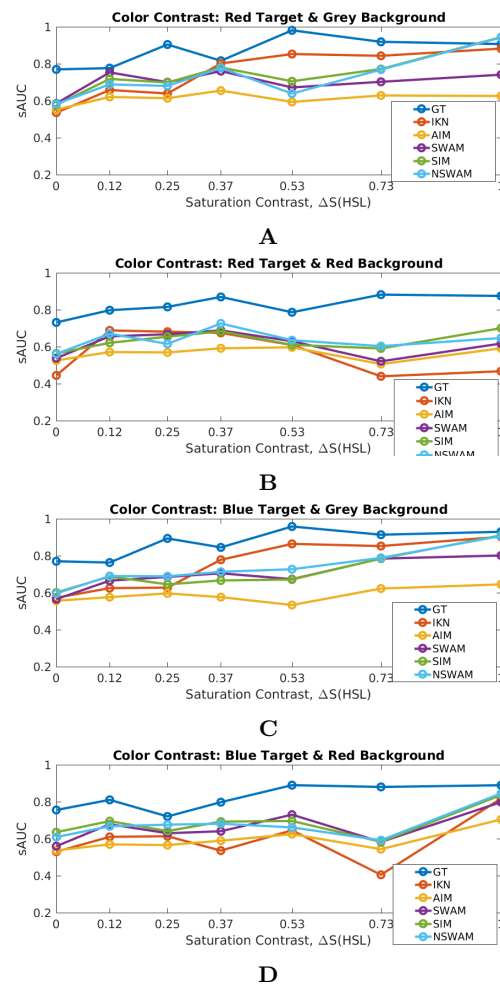 Color Contrast: Red Target & Grey Background
1
0.8
0.6
0.4
0.2
sAUC
0 0.12 0.25 0.37 0.53 0.73
Saturation Contrast, ΔS(HSL)
GT
IKN
AIM
SWAM
SIM
NSWAM
A
Color Contrast: Red Target & Red Background
1
0.8
0.6
0.4
0.2
sAUC
0 0.12 0.25 0.37 0.53 0.73
Saturation Contrast, ΔS(HSL)
GT
IKN
AIM
SWAM
SIM
NSWAM
B
Color Contrast: Blue Target & Grey Background
1
0.8
0.6
0.4
0.2
sAUC
0 0.12 0.25 0.37 0.53 0.73
Saturation Contrast, ΔS(HSL)
GT
IKN
AIM
SWAM
SIM
NSWAM
C
Color Contrast: Blue Target & Red Background
1
0.8
0.6
0.4
0.2
sAUC
0 0.12 0.25 0.37 0.53 0.73
Saturation Contrast, ΔS(HSL)
GT
IKN
AIM
SWAM
SIM
NSWAM
D